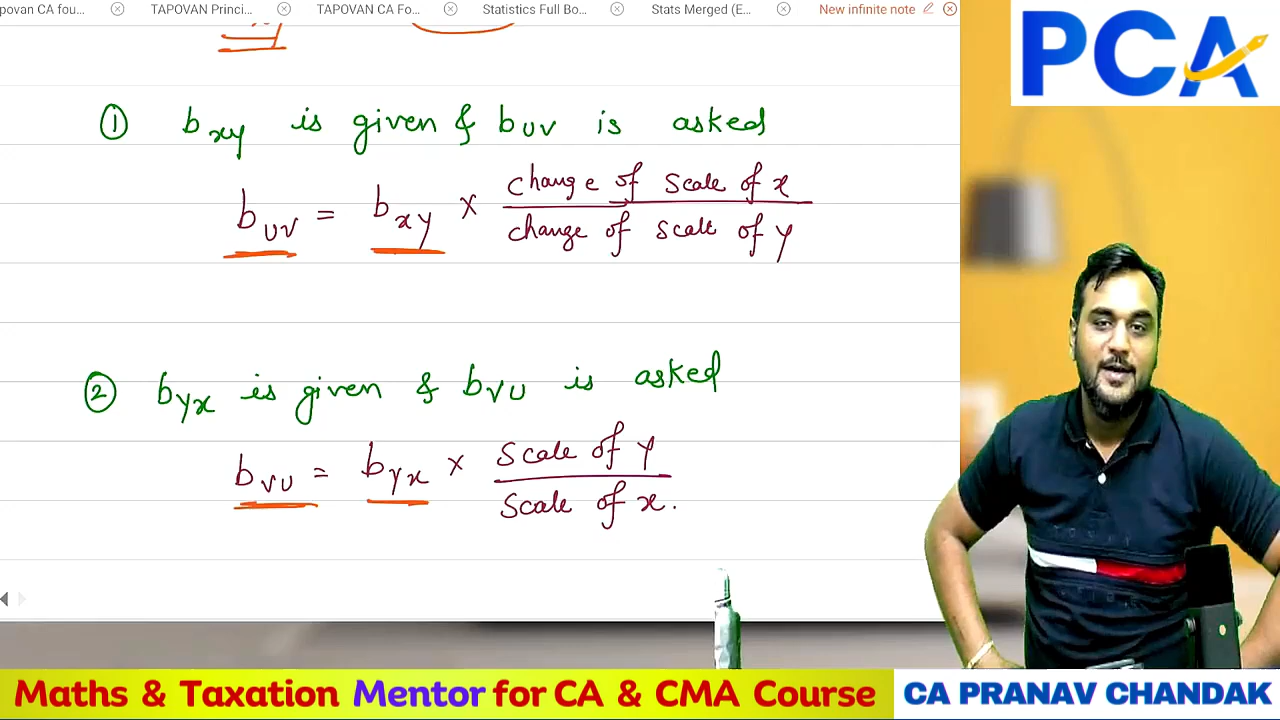 povan CA fou...
TAPOVAN Princi...
TAPOVAN CA Fo...
Statistics Full Bo...
Stats Merged (E...
New infinite note
PCA
① bxy is given & buv is asked
buv = bxy × change of scale of x
change of scale of y
② byx is given & bvu is asked
bvu = byx × scale of y
scale of x.
Maths & Taxation Mentor for CA & CMA Course
CA PRANAV CHANDAK